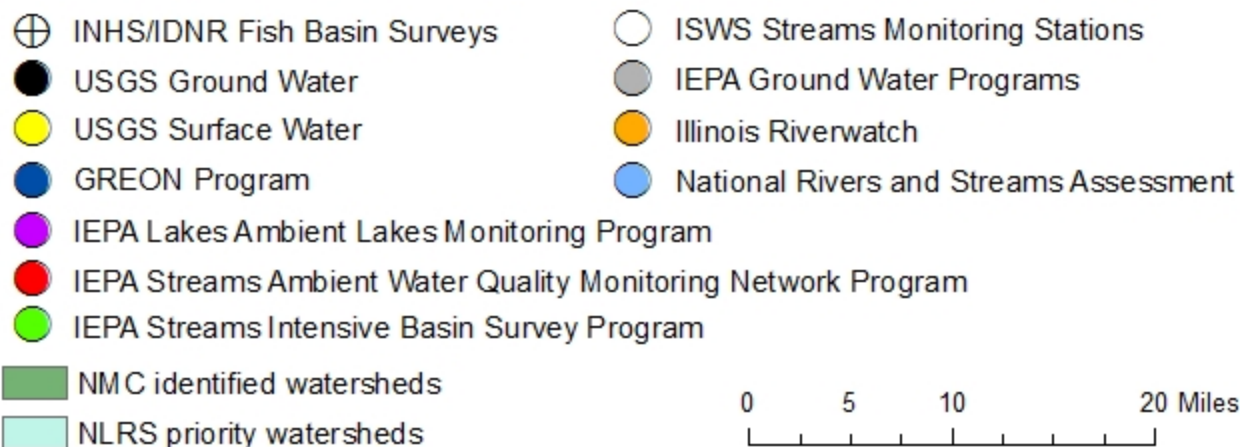 INHS/IDNR Fish Basin Surveys
USGS Ground Water
USGS Surface Water
GREON Program
IEPA Lakes Ambient Lakes Monitoring Program
IEPA Streams Ambient Water Quality Monitoring Network Program
IEPA Streams Intensive Basin Survey Program
ISWS Streams Monitoring Stations
IEPA Ground Water Programs
Illinois Riverwatch
National Rivers and Streams Assessment
NMC identified watersheds
NLRS priority watersheds
0 5 10 20 Miles